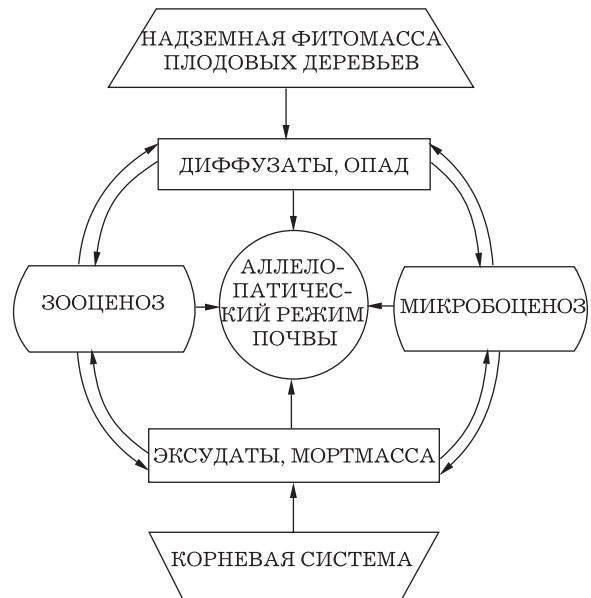 НАДЗЕМНАЯ ФИТОМАССА
ПЛОДОВЫХ ДЕРЕВЬЕВ
ДИФФУЗАТЫ, ОПАД
ЗООЦЕНОЗ
АЛЛЕЛО-
ПАТИЧЕС-
КИЙ РЕЖИМ
ПОЧВЫ
МИКРОБОЦЕНОЗ
ЭКСУДАТЫ, МОРТМАССА
КОРНЕВАЯ СИСТЕМА